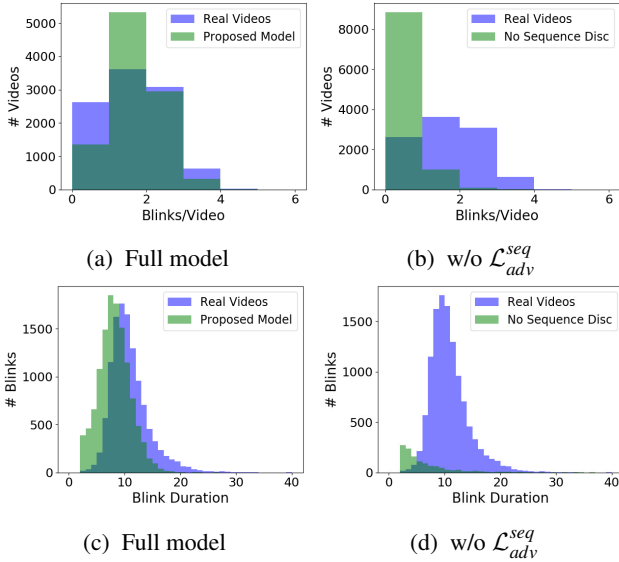 Real Videos
Proposed Model
# Videos
5000
4000
3000
2000
1000
0
0 2 4 6
Blinks/Video
(a) Full model
Real Videos
No Sequence Disc
# Videos
8000
6000
4000
2000
0
0 2 4 6
Blinks/Video
(b) w/o ℒ_{adv}^{seq}
Real Videos
Proposed Model
# Blinks
1500
1000
500
0
0 10 20 30 40
Blink Duration
(c) Full model
Real Videos
No Sequence Disc
# Blinks
1500
1000
500
0
0 10 20 30 40
Blink Duration
(d) w/o ℒ_{adv}^{seq}